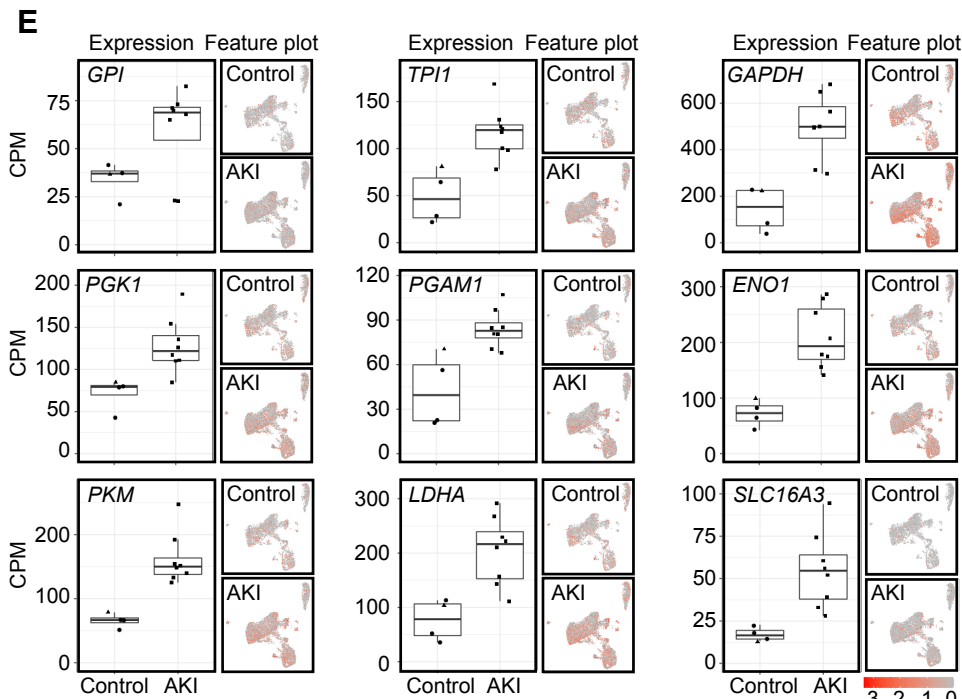 E
Expression Feature plot Expression Feature plot Expression Feature plot
CPM
GPI
75
50
25
0
Control
AKI
TPI1
150
100
50
0
Control
AKI
GAPDH
600
400
200
0
Control
AKI
CPM
PGK1
200
150
100
50
0
Control
AKI
PGAM1
120
90
60
30
0
Control
AKI
ENO1
300
200
100
0
Control
AKI
CPM
PKM
200
100
0
Control
AKI
LDHA
300
200
100
0
Control
AKI
SLC16A3
100
75
50
25
0
Control
AKI
Control AKI Control AKI Control AKI
3 2 1 0